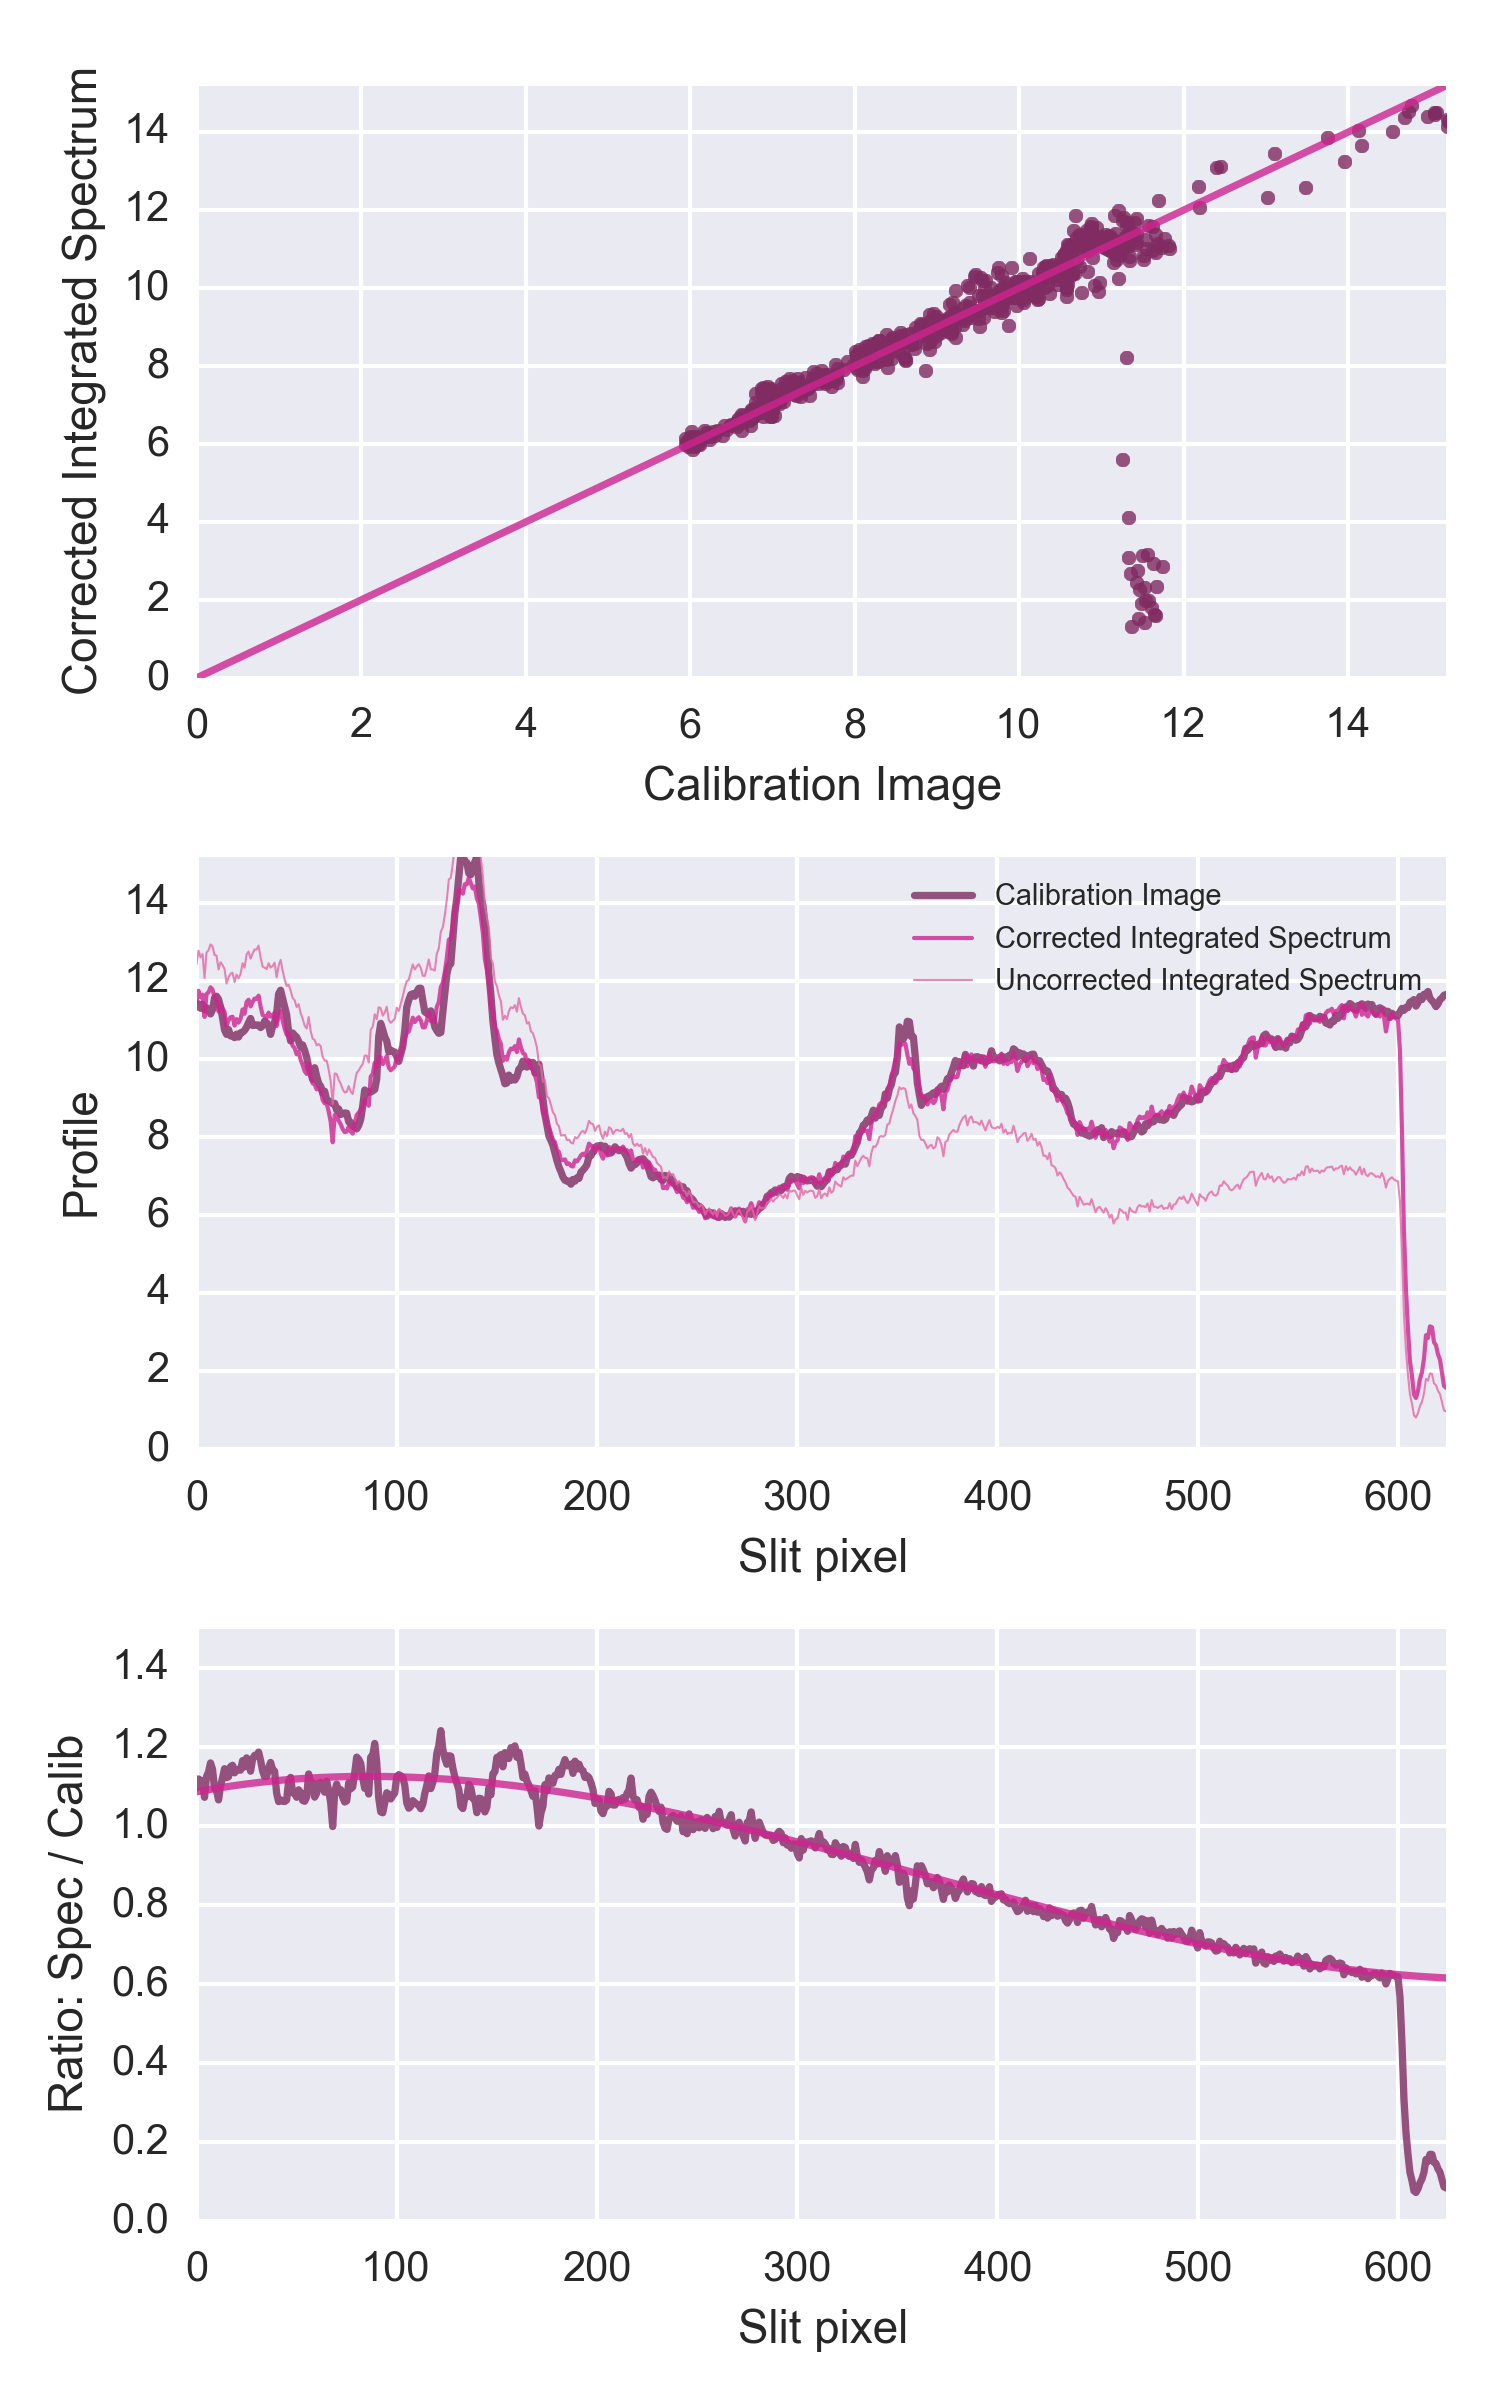 Corrected Integrated Spectrum
14
12
10
8
6
4
2
0
0 2 4 6 8 10 12 14
Calibration Image
Profile
14
12
10
8
6
4
2
0
Calibration Image
Corrected Integrated Spectrum
Uncorrected Integrated Spectrum
0 100 200 300 400 500 600
Slit pixel
Ratio: Spec / Calib
1.4
1.2
1.0
0.8
0.6
0.4
0.2
0.0
0 100 200 300 400 500 600
Slit pixel